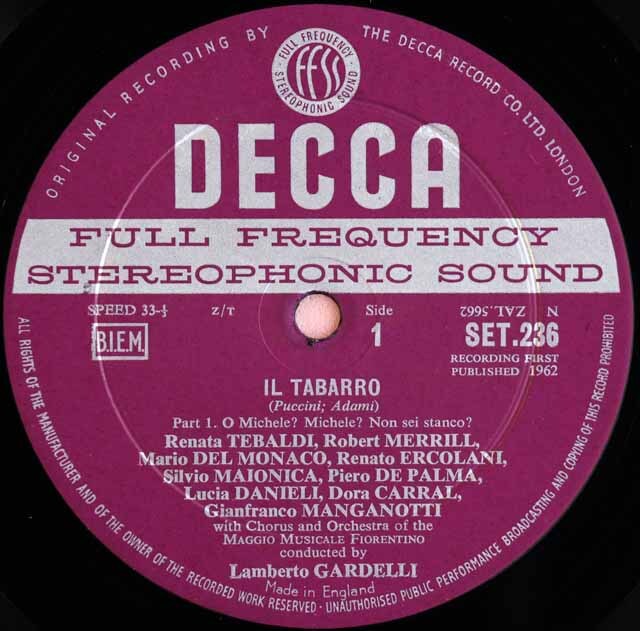 ORIGINAL RECORDING BY THE DECCA RECORD CO. LTD. LONDON
FULL FREQUENCY
FFSS
STEREOPHONIC SOUND
DECCA
FULL FREQUENCY
STEREOPHONIC SOUND
SPEED 33-⅓ Z/T Side N ZAL.5662
B.I.E.M. 1 SET.236
RECORDING FIRST
PUBLISHED 1962
IL TABARRO
(Puccini; Adami)
Part 1. O Michele? Michele? Non sei stanco?
Renata TEBALDI, Robert MERRILL,
Mario DEL MONACO, Renato ERCOLANI,
Silvio MAIONICA, Piero DE PALMA,
Lucia DANIELI, Dora CARRAL,
Gianfranco MANGANOTTI
with Chorus and Orchestra of the
MAGGIO MUSICALE FIORENTINO
conducted by
Lamberto GARDELLI
Made in England
ALL RIGHTS OF THE MANUFACTURER AND OF THE OWNER OF THE RECORDED WORK RESERVED · UNAUTHORISED PUBLIC PERFORMANCE BROADCASTING AND COPYING OF THIS RECORD PROHIBITED